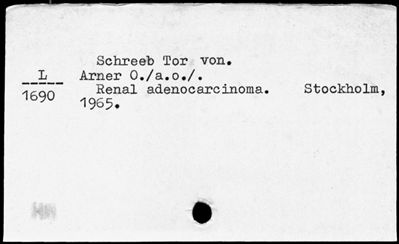 Schreeb Tor von.
L Arner O./a.o./.
1690 Renal adenocarcinoma. Stockholm,
1965.